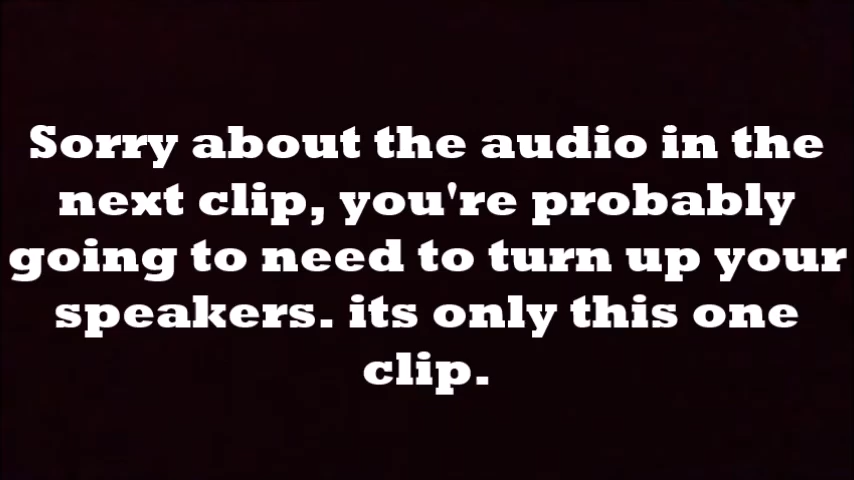 Sorry about the audio in the
next clip, you're probably
going to need to turn up your
speakers. its only this one
clip.